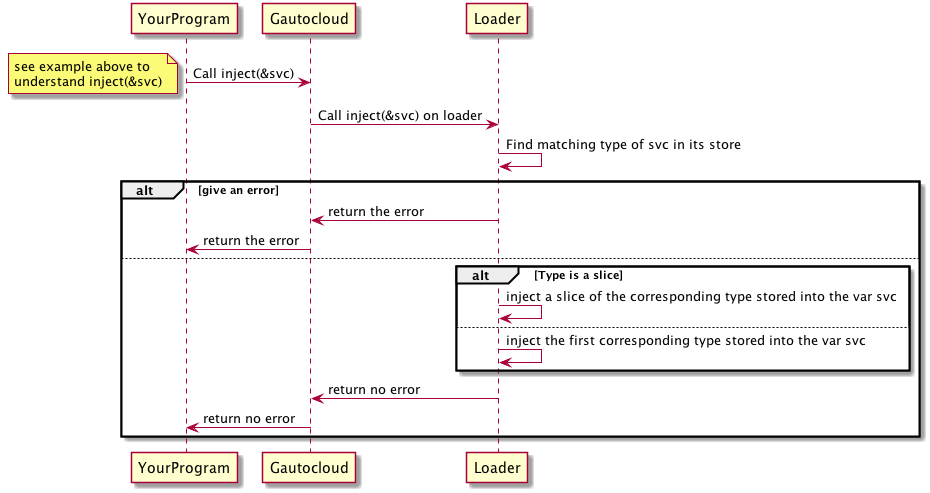 YourProgram
Gautocloud
Loader
see example above to
understand inject(&svc)
Call inject(&svc)
Call inject(&svc) on loader
Find matching type of svc in its store
alt
[give an error]
return the error
return the error
alt
[Type is a slice]
inject a slice of the corresponding type stored into the var svc
inject the first corresponding type stored into the var svc
return no error
return no error
YourProgram
Gautocloud
Loader